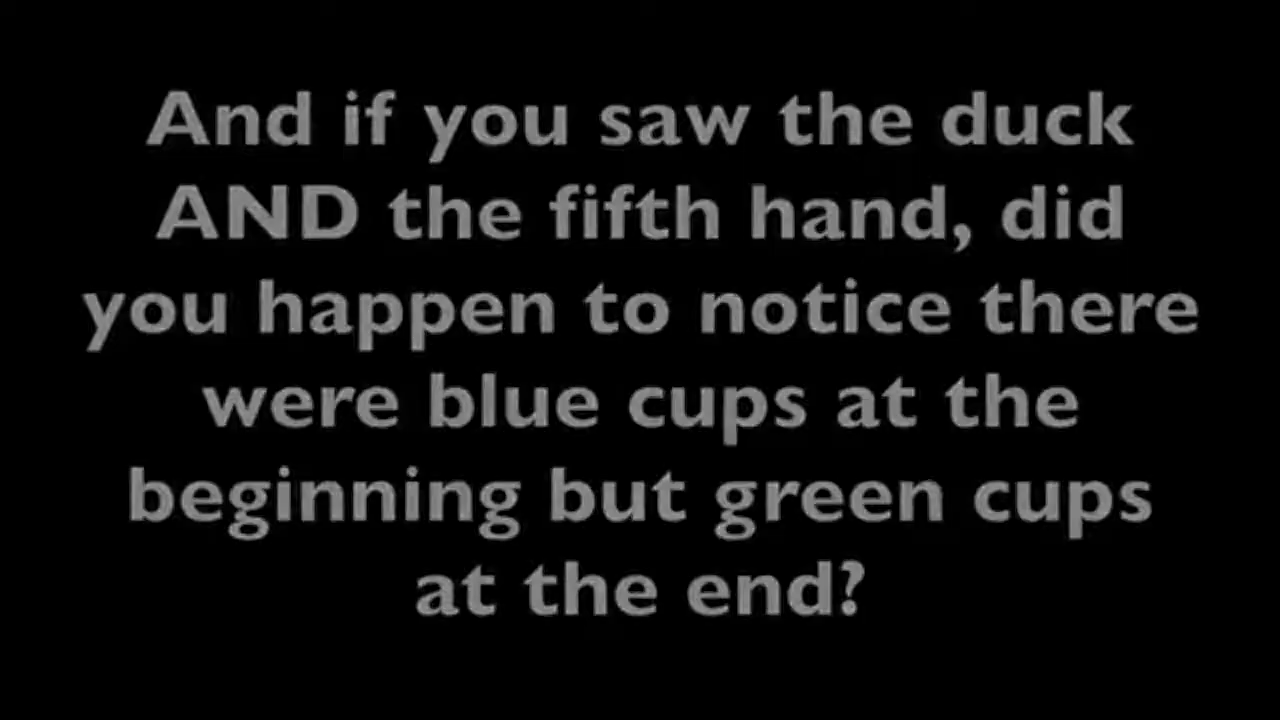 And if you saw the duck
AND the fifth hand, did
you happen to notice there
were blue cups at the
beginning but green cups
at the end?